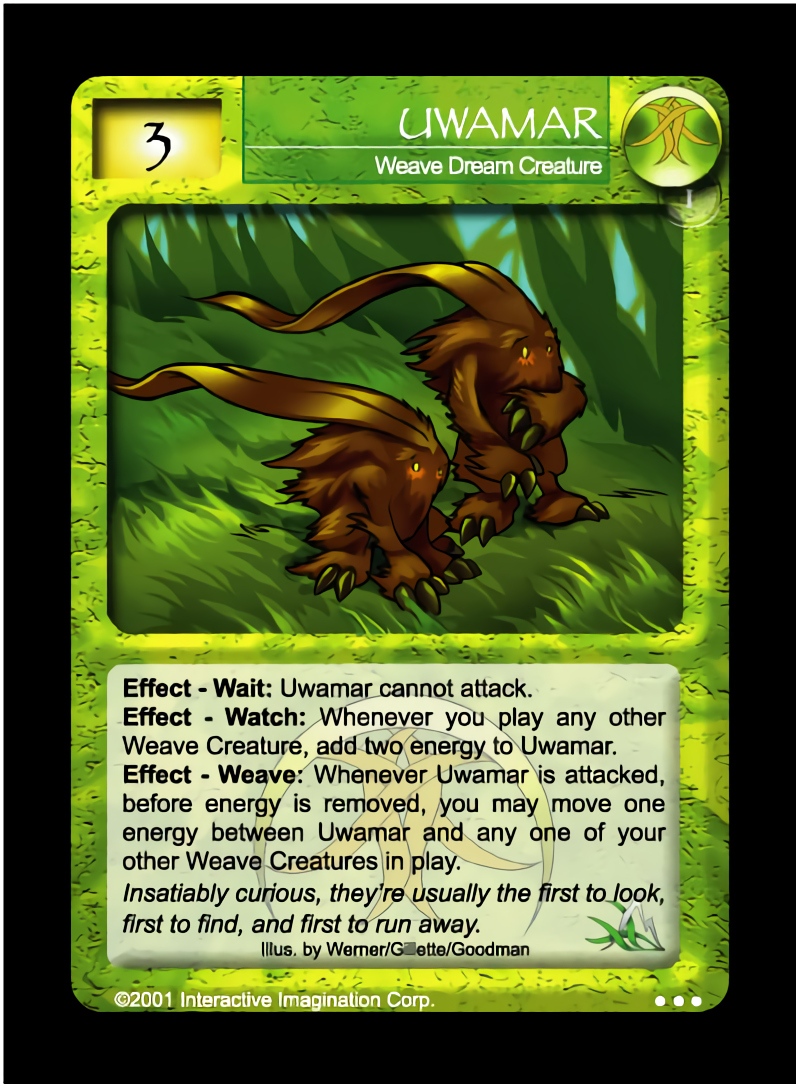 3
UWAMAR
Weave Dream Creature
1
Effect - Wait: Uwamar cannot attack.
Effect - Watch: Whenever you play any other
Weave Creature, add two energy to Uwamar.
Effect - Weave: Whenever Uwamar is attacked,
before energy is removed, you may move one
energy between Uwamar and any one of your
other Weave Creatures in play.
Insatiably curious, they're usually the first to look,
first to find, and first to run away.
Illus. by Werner/ /Goodman
©2001 Interactive Imagination Corp.